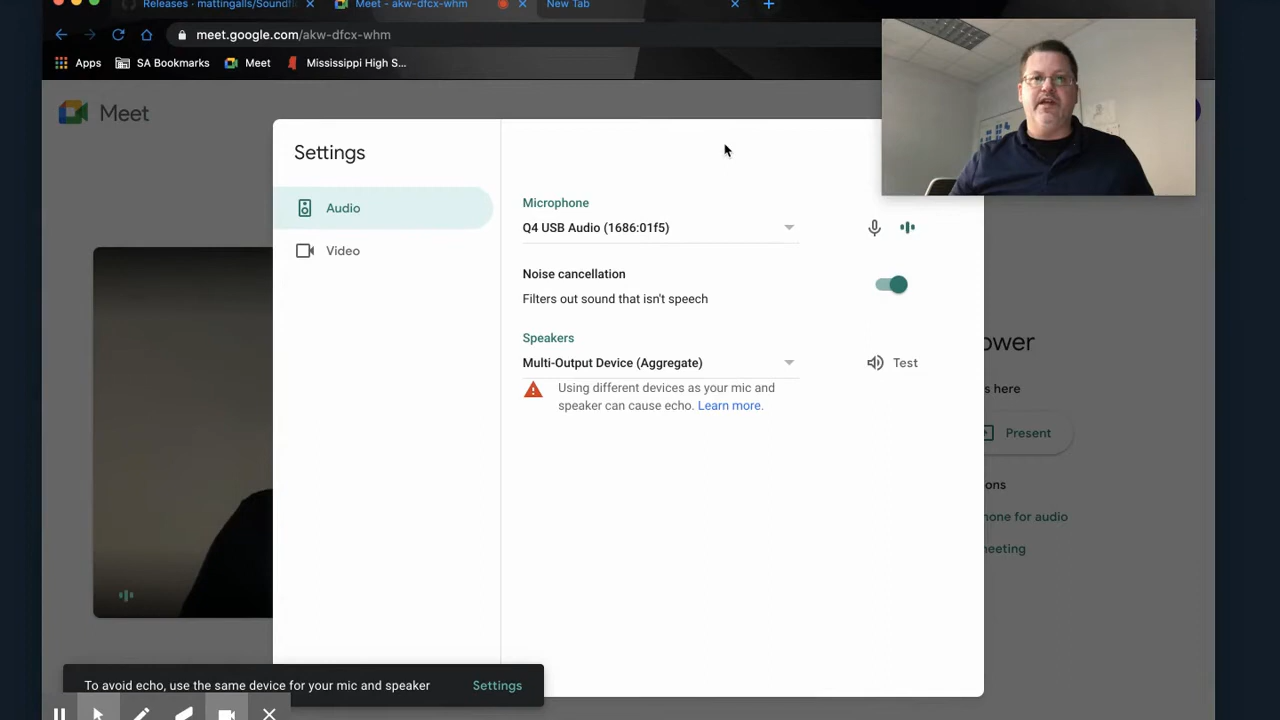 Releases · mattingalls/Soundfl
Meet - akw-dfcx-whm
New Tab
meet.google.com/akw-dfcx-whm
Apps
SA Bookmarks
Meet
Mississippi High S...
Meet
Settings
Audio
Video
Microphone
Q4 USB Audio (1686:01f5)
Noise cancellation
Filters out sound that isn't speech
Speakers
Multi-Output Device (Aggregate)
Test
Using different devices as your mic and
speaker can cause echo. Learn more.
ower
s here
Present
ons
hone for audio
neeting
To avoid echo, use the same device for your mic and speaker
Settings